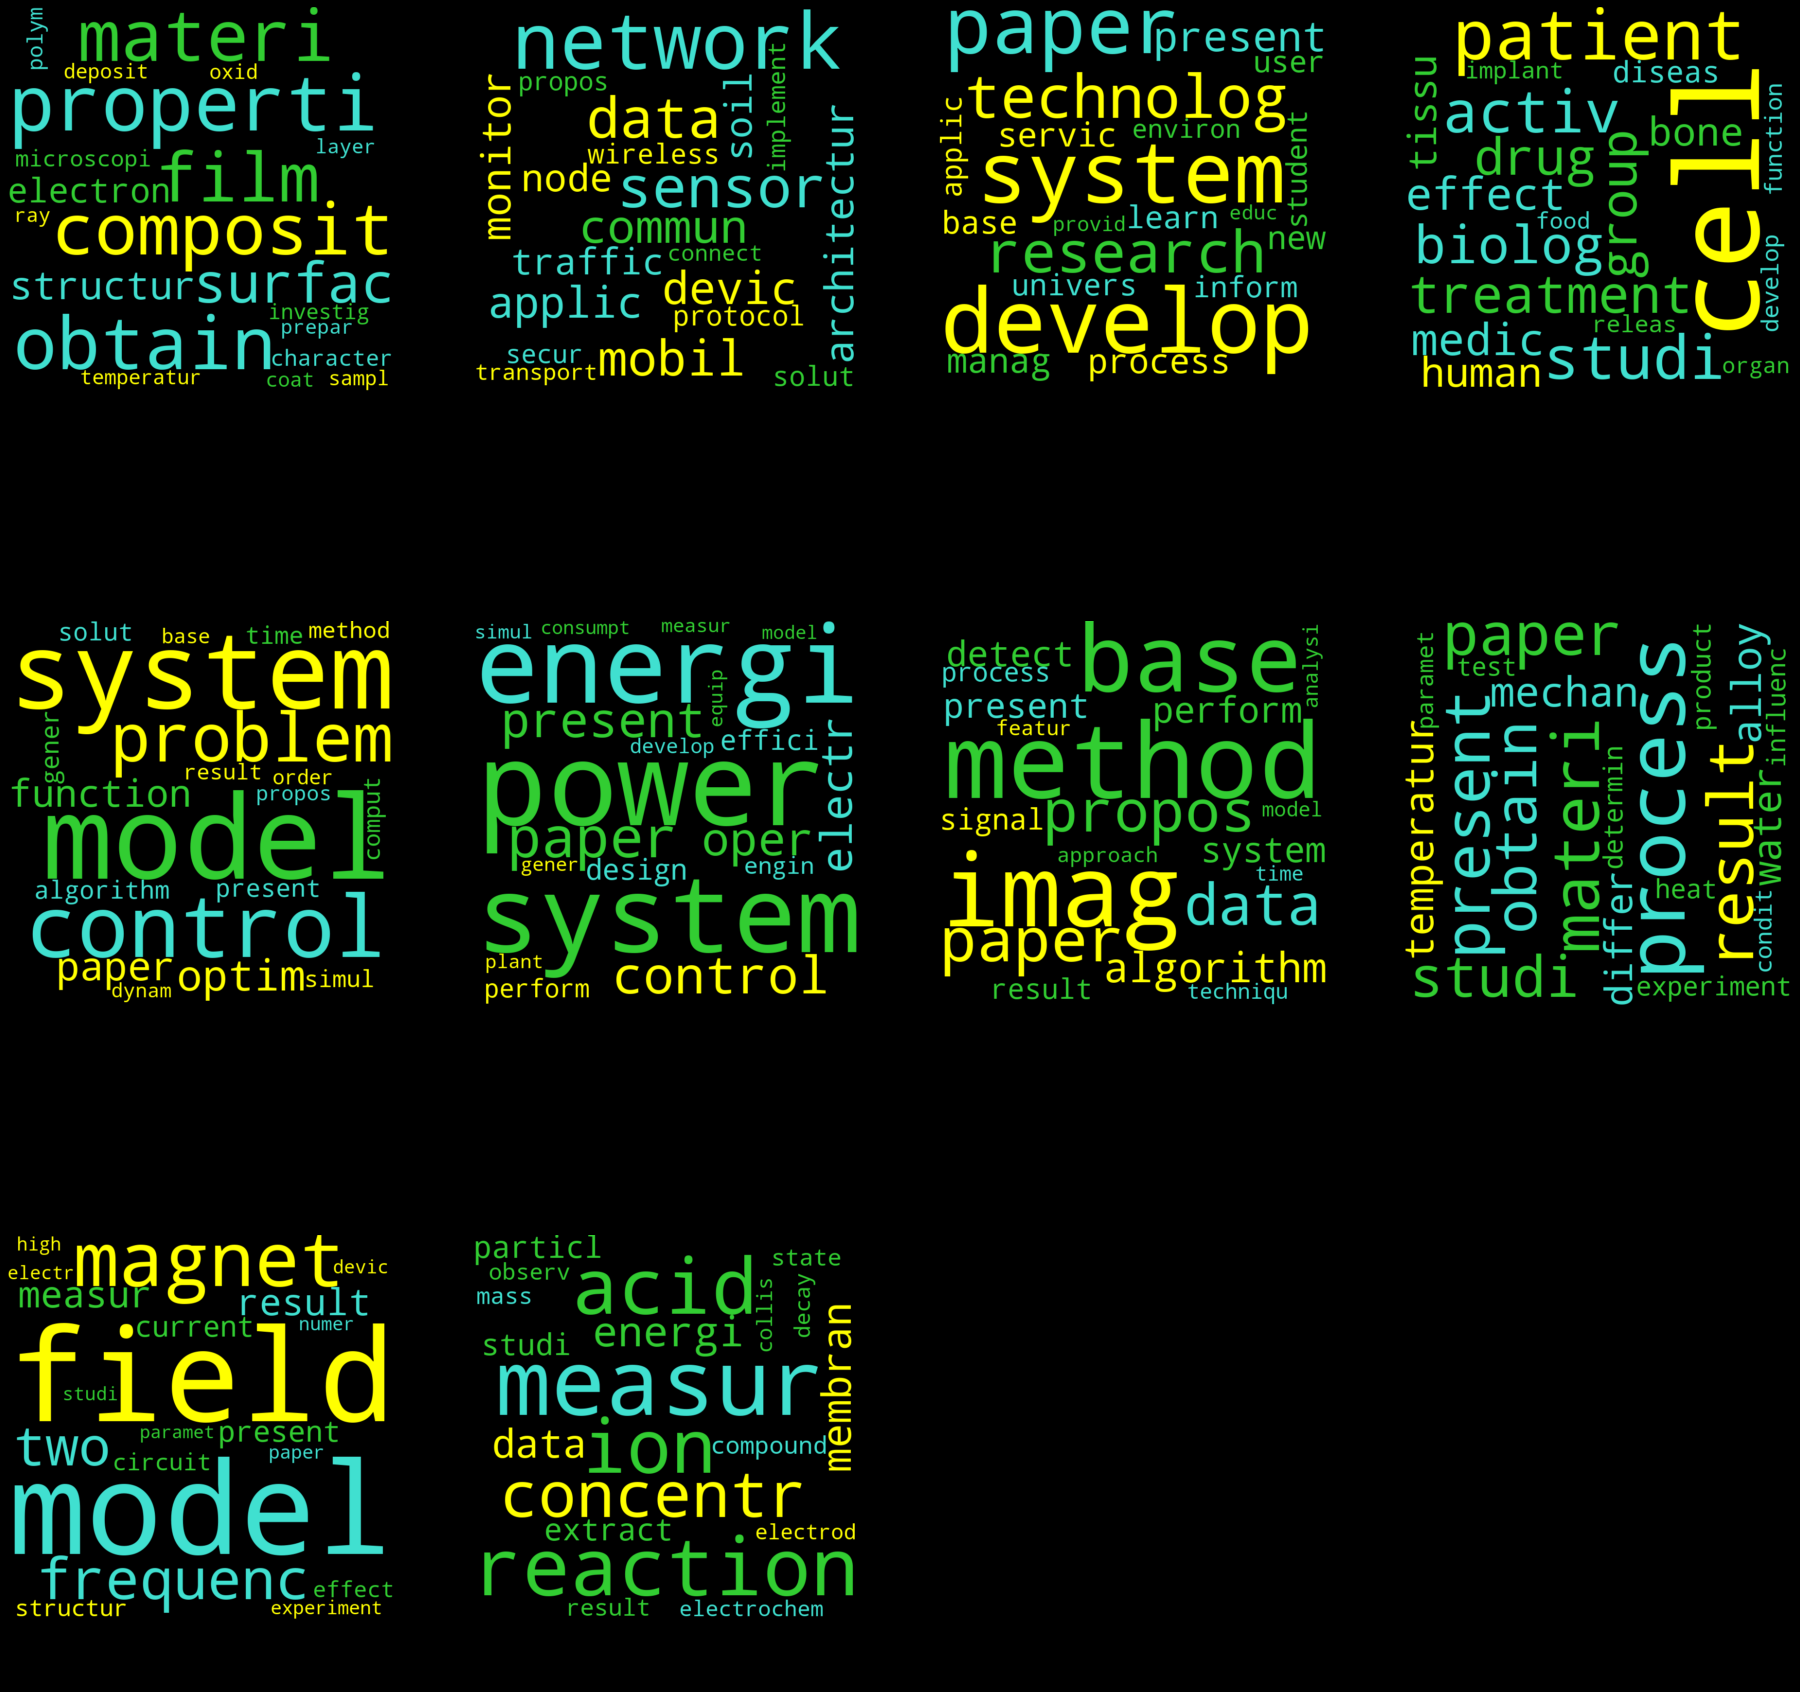 polym
materi
deposit oxid
properti
layer
microscopi
film
electron
ray
composit
structur surfac
investig
obtain
prepar
character
temperatur
coat sampl
network
propos
monitor
data
soil
implement
wireless
architectur
node
sensor
commun
connect
traffic
devic
applic
protocol
secur
mobil
transport
solut
paper present
user
technolog
applic
servic environ
student
system
base
provid learn educ
research new
univers inform
develop
manag process
patient
implant diseas
tissu
activ
cell
function
bone
drug
group
effect
food
biolog
develop
treatment
releas
medic
studi
human
organ
solut base time method
system
problem
gener
result order
function
propos
comput
model
algorithm present
control
paper optim simul
dynam
simul consumpt measur model
energi
equip
present
develop effici
electr
power
paper oper
gener design engin
system
plant
control
perform
detect base
analysi
process
present perform
featur
method
signal propos model
approach system
time
imag data
paper algorithm
result techniqu
paramet
paper
test
product
alloy
influenc
mechan
temperatur
present
obtain
materi
determin
process
result
water
heat
condit
differ
studi
experiment
high
magnet
electr devic
measur result
current numer
field
studi
paramet present
two
circuit paper
model
frequenc
effect
structur experiment
particl
state
observ
acid
mass
collis
decay
energi
studi
membran
measur
data ion compound
concentr
extract electrod
reaction
result electrochem